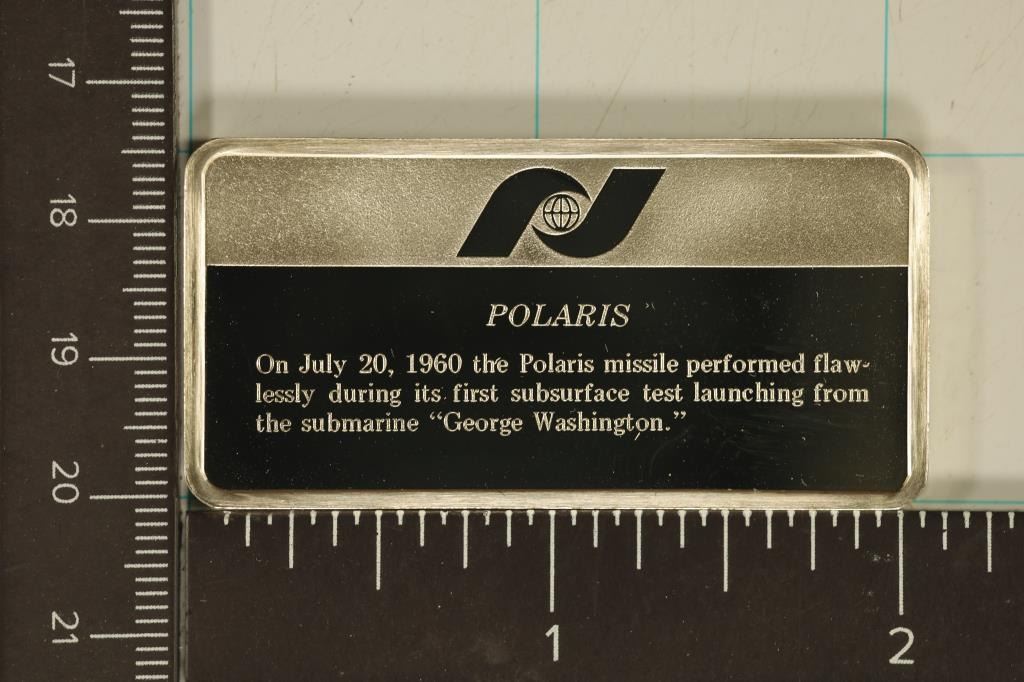 17
18
19
20
21
POLARIS
On July 20, 1960 the Polaris missile performed flaw-
lessly during its first subsurface test launching from
the submarine “George Washington.”
1
2